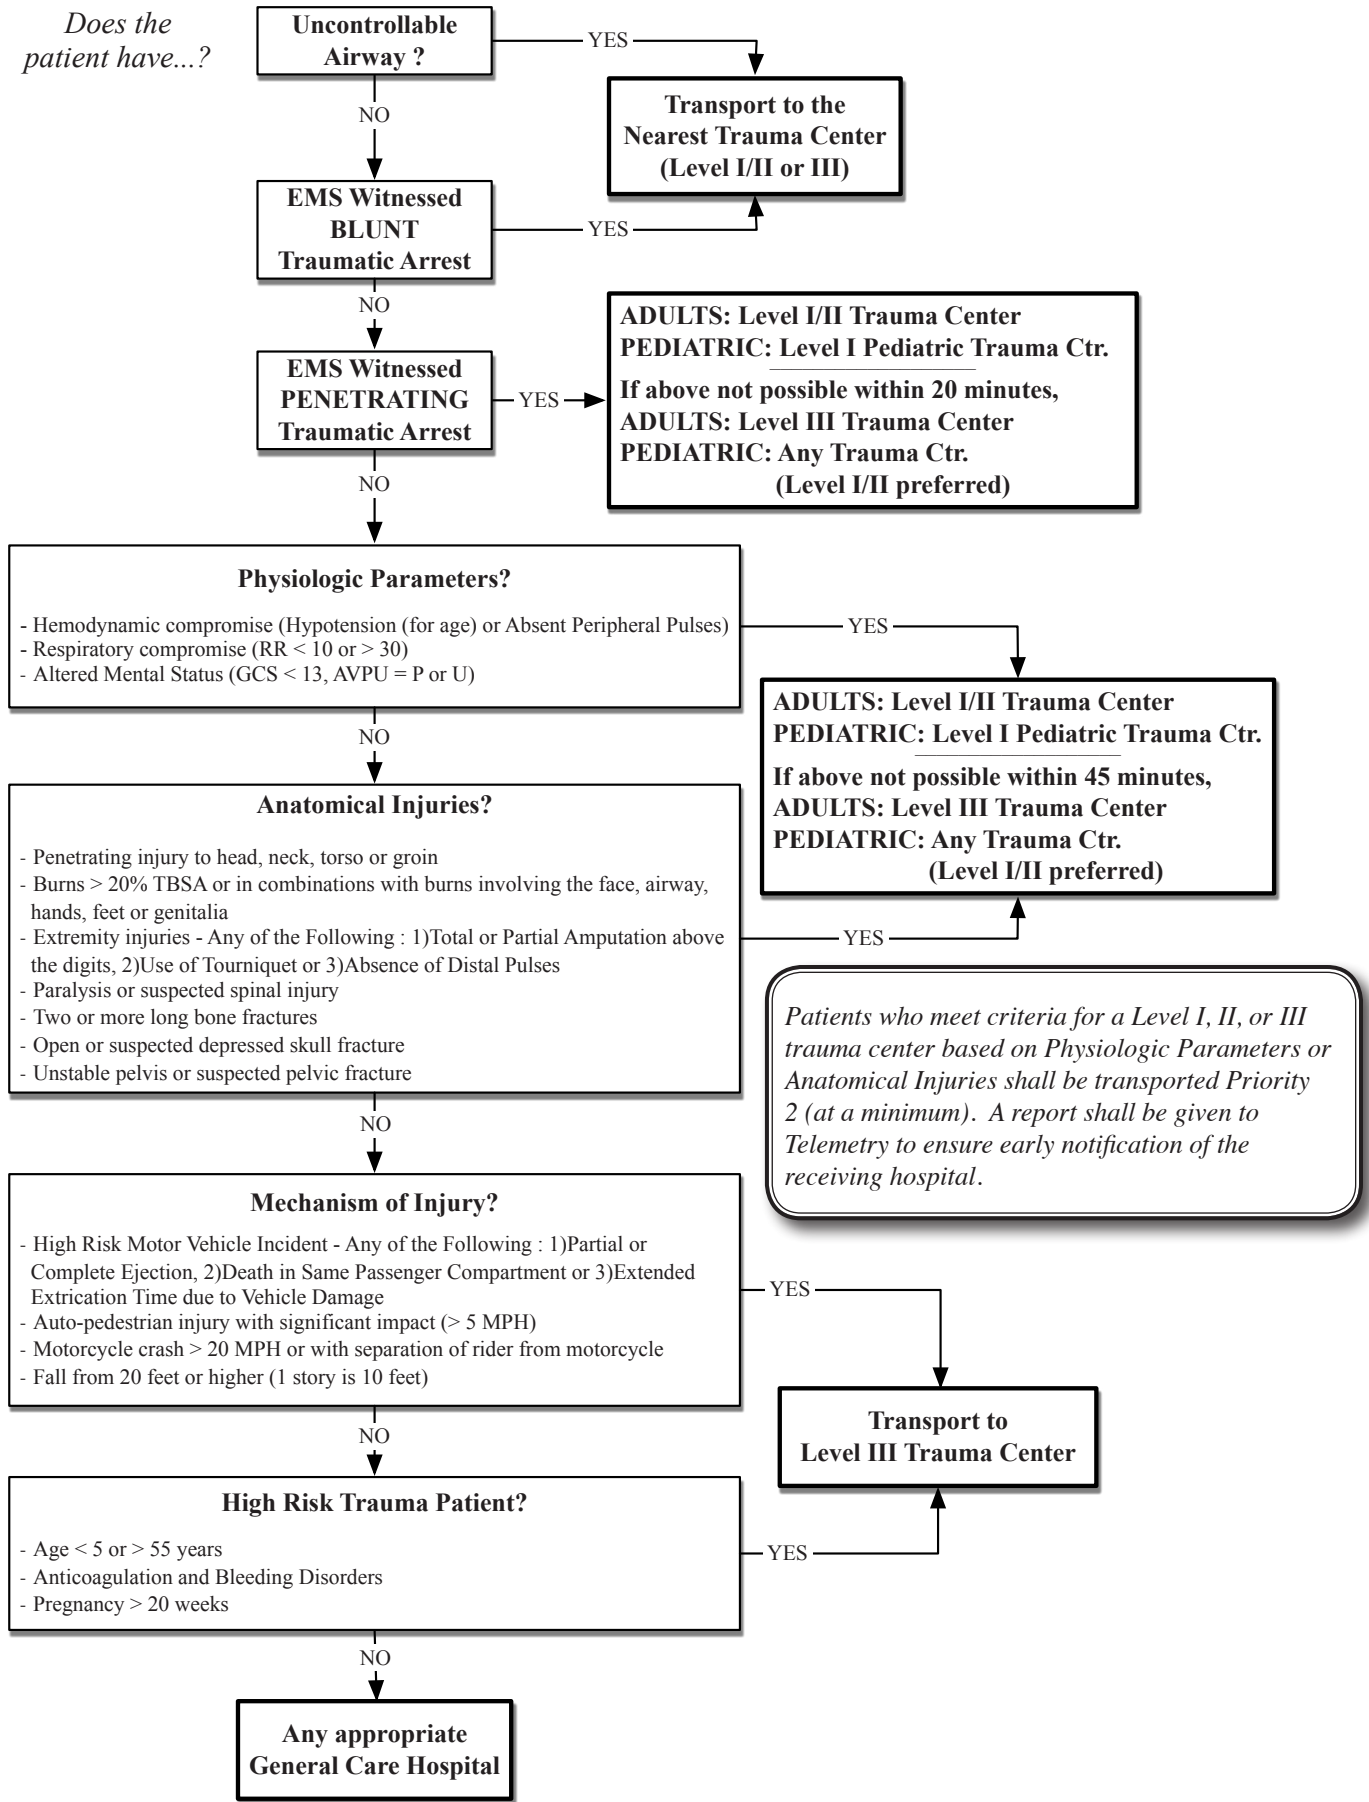 Does the
patient have...?
Uncontrollable
Airway ?
YES
NO
Transport to the
Nearest Trauma Center
(Level I/II or III)
EMS Witnessed
BLUNT
Traumatic Arrest
YES
NO
EMS Witnessed
PENETRATING
Traumatic Arrest
YES
ADULTS: Level I/II Trauma Center
PEDIATRIC: Level I Pediatric Trauma Ctr.
If above not possible within 20 minutes,
ADULTS: Level III Trauma Center
PEDIATRIC: Any Trauma Ctr.
(Level I/II preferred)
NO
Physiologic Parameters?
- Hemodynamic compromise (Hypotension (for age) or Absent Peripheral Pulses)
- Respiratory compromise (RR < 10 or > 30)
- Altered Mental Status (GCS < 13, AVPU = P or U)
YES
NO
ADULTS: Level I/II Trauma Center
PEDIATRIC: Level I Pediatric Trauma Ctr.
If above not possible within 45 minutes,
ADULTS: Level III Trauma Center
PEDIATRIC: Any Trauma Ctr.
(Level I/II preferred)
Anatomical Injuries?
- Penetrating injury to head, neck, torso or groin
- Burns > 20% TBSA or in combinations with burns involving the face, airway,
hands, feet or genitalia
- Extremity injuries - Any of the Following : 1)Total or Partial Amputation above
the digits, 2)Use of Tourniquet or 3)Absence of Distal Pulses
- Paralysis or suspected spinal injury
- Two or more long bone fractures
- Open or suspected depressed skull fracture
- Unstable pelvis or suspected pelvic fracture
YES
NO
Patients who meet criteria for a Level I, II, or III
trauma center based on Physiologic Parameters or
Anatomical Injuries shall be transported Priority
2 (at a minimum). A report shall be given to
Telemetry to ensure early notification of the
receiving hospital.
Mechanism of Injury?
- High Risk Motor Vehicle Incident - Any of the Following : 1)Partial or
Complete Ejection, 2)Death in Same Passenger Compartment or 3)Extended
Extrication Time due to Vehicle Damage
- Auto-pedestrian injury with significant impact (> 5 MPH)
- Motorcycle crash > 20 MPH or with separation of rider from motorcycle
- Fall from 20 feet or higher (1 story is 10 feet)
YES
NO
Transport to
Level III Trauma Center
High Risk Trauma Patient?
- Age < 5 or > 55 years
- Anticoagulation and Bleeding Disorders
- Pregnancy > 20 weeks
YES
NO
Any appropriate
General Care Hospital